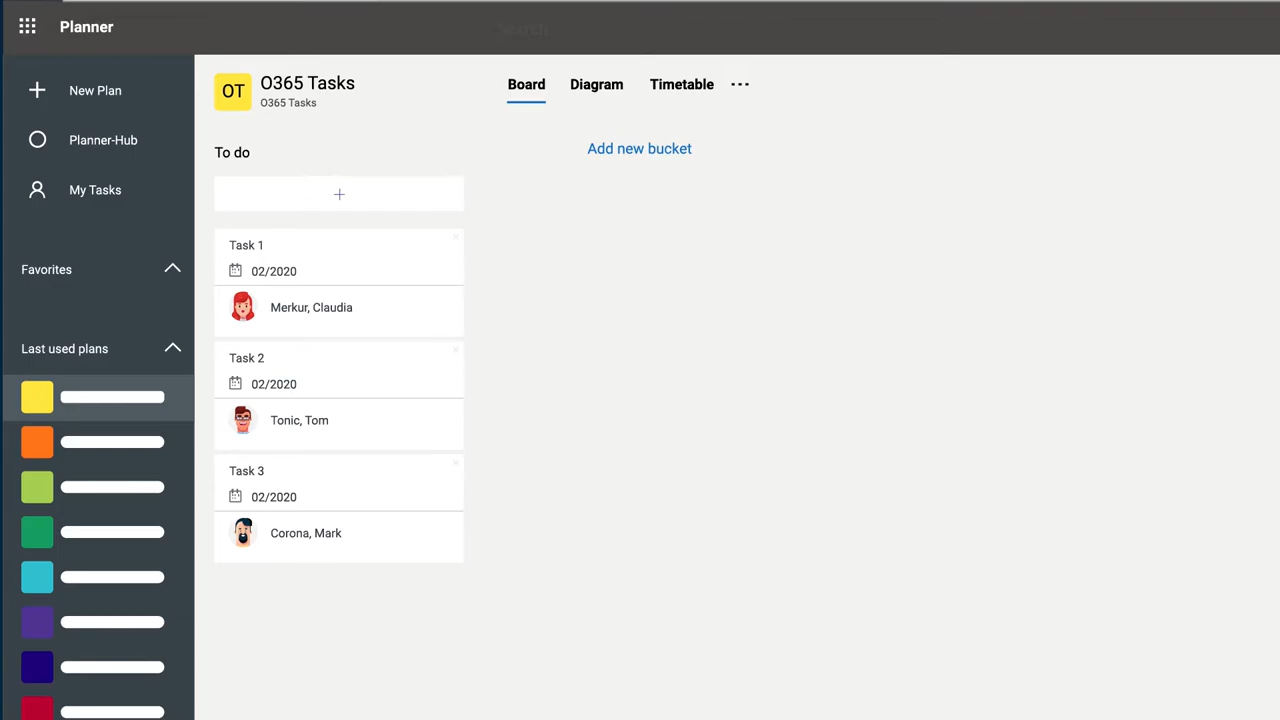 Planner
New Plan
Planner-Hub
My Tasks
Favorites
Last used plans
OT
O365 Tasks
O365 Tasks
Board
Diagram
Timetable
To do
Add new bucket
Task 1
02/2020
Merkur, Claudia
Task 2
02/2020
Tonic, Tom
Task 3
02/2020
Corona, Mark